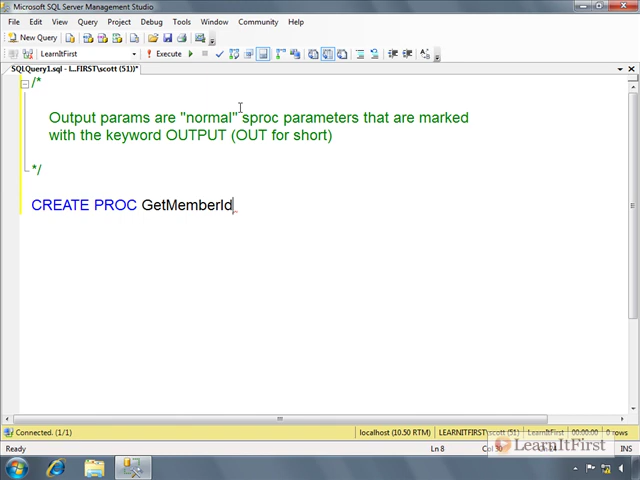 Microsoft SQL Server Management Studio
File Edit View Query Project Debug Tools Window Community Help
New Query
LearnItFirst Execute
SQLQuery1.sql - l...FIRST\scott (51))*
/*
Output params are "normal" sproc parameters that are marked
with the keyword OUTPUT (OUT for short)
*/
CREATE PROC GetMemberId
Connected. (1/1) localhost (10.50 RTM) LEARNITFIRST\scott (51) LearnItFirst 00:00:00 0 rows
LearnItFirst
Ready Ln 8 Col 30 INS